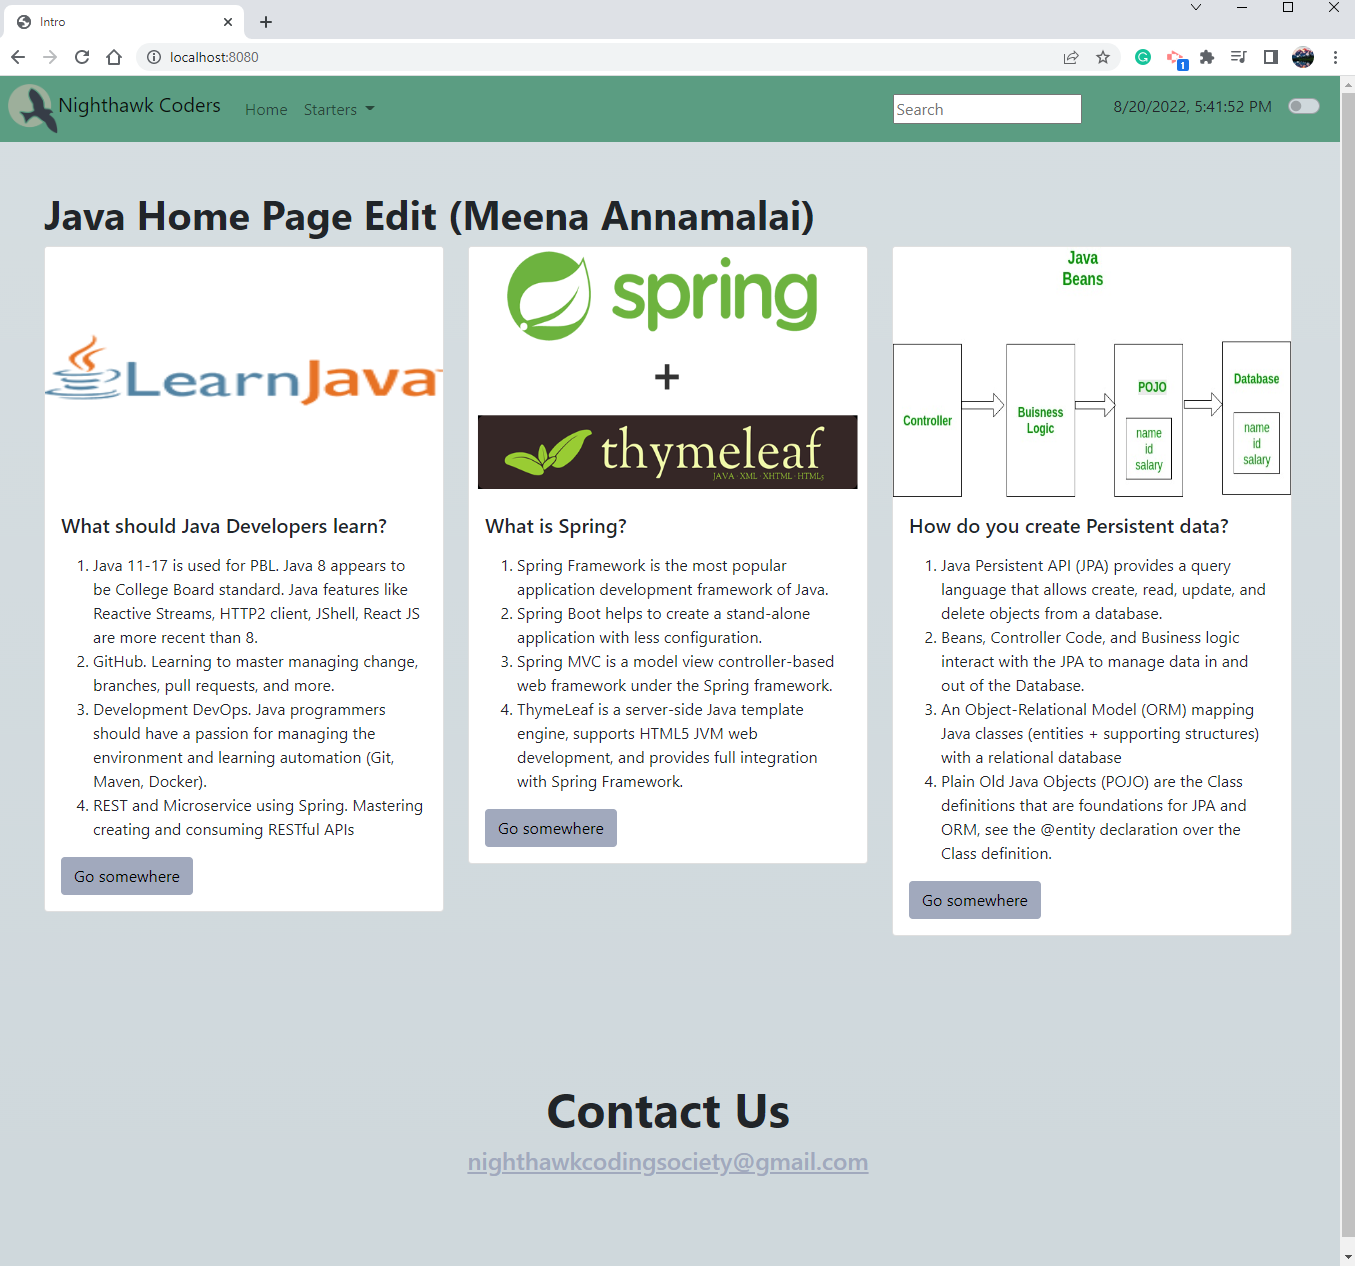 Intro
localhost:8080
1
Nighthawk Coders
Home
Starters
Search
8/20/2022, 5:41:52 PM
Java Home Page Edit (Meena Annamalai)
LearnJava
What should Java Developers learn?
1. Java 11-17 is used for PBL. Java 8 appears to
be College Board standard. Java features like
Reactive Streams, HTTP2 client, JShell, React JS
are more recent than 8.
2. GitHub. Learning to master managing change,
branches, pull requests, and more.
3. Development DevOps. Java programmers
should have a passion for managing the
environment and learning automation (Git,
Maven, Docker).
4. REST and Microservice using Spring. Mastering
creating and consuming RESTful APIs
Go somewhere
spring
+
thymeleaf
JAVA · XML · XHTML · HTML5
What is Spring?
1. Spring Framework is the most popular
application development framework of Java.
2. Spring Boot helps to create a stand-alone
application with less configuration.
3. Spring MVC is a model view controller-based
web framework under the Spring framework.
4. ThymeLeaf is a server-side Java template
engine, supports HTML5 JVM web
development, and provides full integration
with Spring Framework.
Go somewhere
Java
Beans
Controller
Buisness
Logic
POJO
name
id
salary
Database
name
id
salary
How do you create Persistent data?
1. Java Persistent API (JPA) provides a query
language that allows create, read, update, and
delete objects from a database.
2. Beans, Controller Code, and Business logic
interact with the JPA to manage data in and
out of the Database.
3. An Object-Relational Model (ORM) mapping
Java classes (entities + supporting structures)
with a relational database
4. Plain Old Java Objects (POJO) are the Class
definitions that are foundations for JPA and
ORM, see the @entity declaration over the
Class definition.
Go somewhere
Contact Us
nighthawkcodingsociety@gmail.com